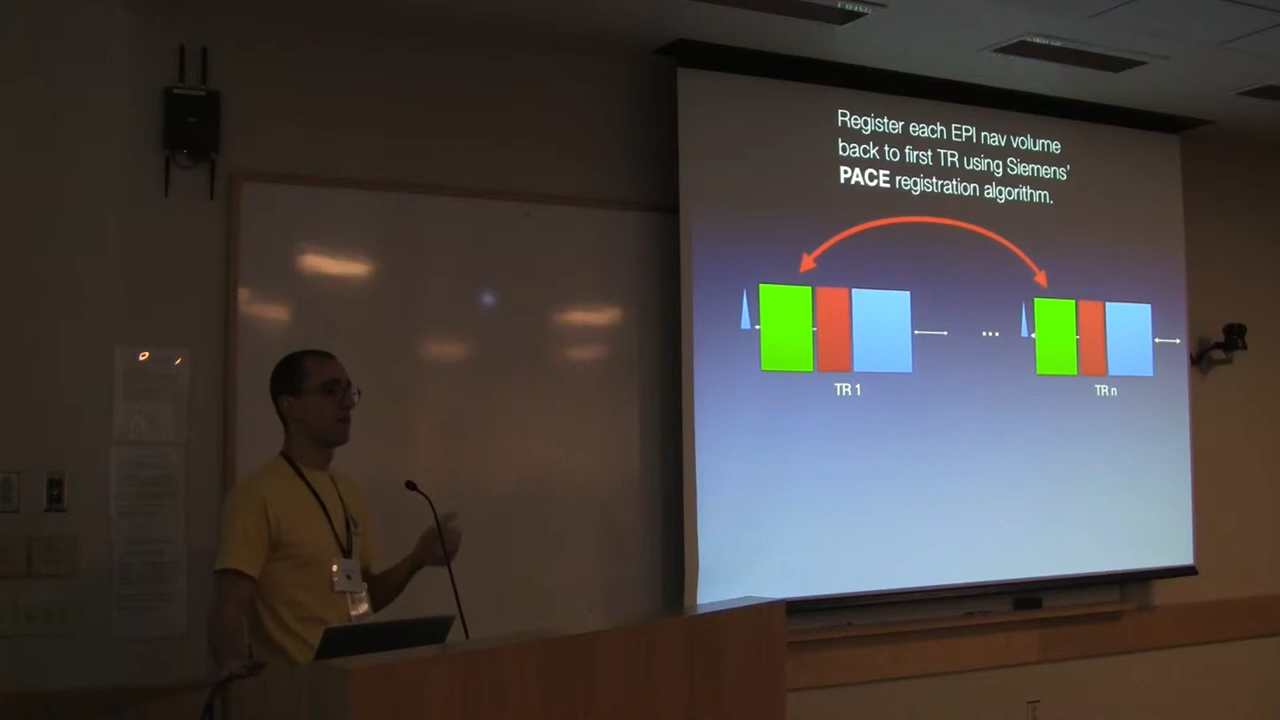 Register each EPI nav volume
back to first TR using Siemens'
PACE registration algorithm.
...
TR 1
TR n